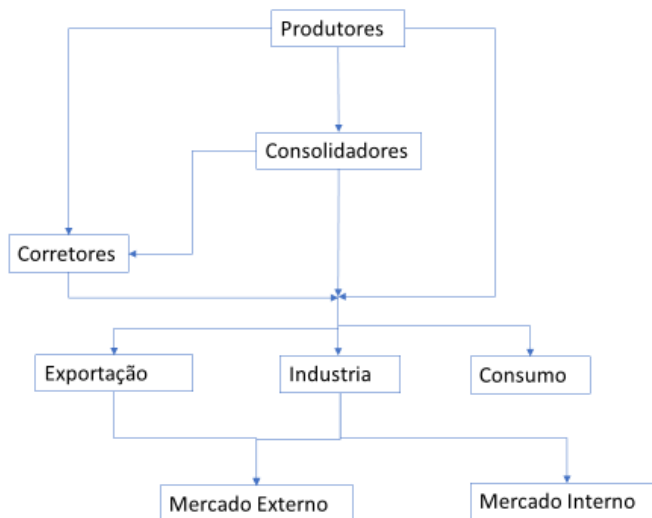 Produtores
Consolidadores
Corretores
Exportação
Industria
Consumo
Mercado Externo
Mercado Interno